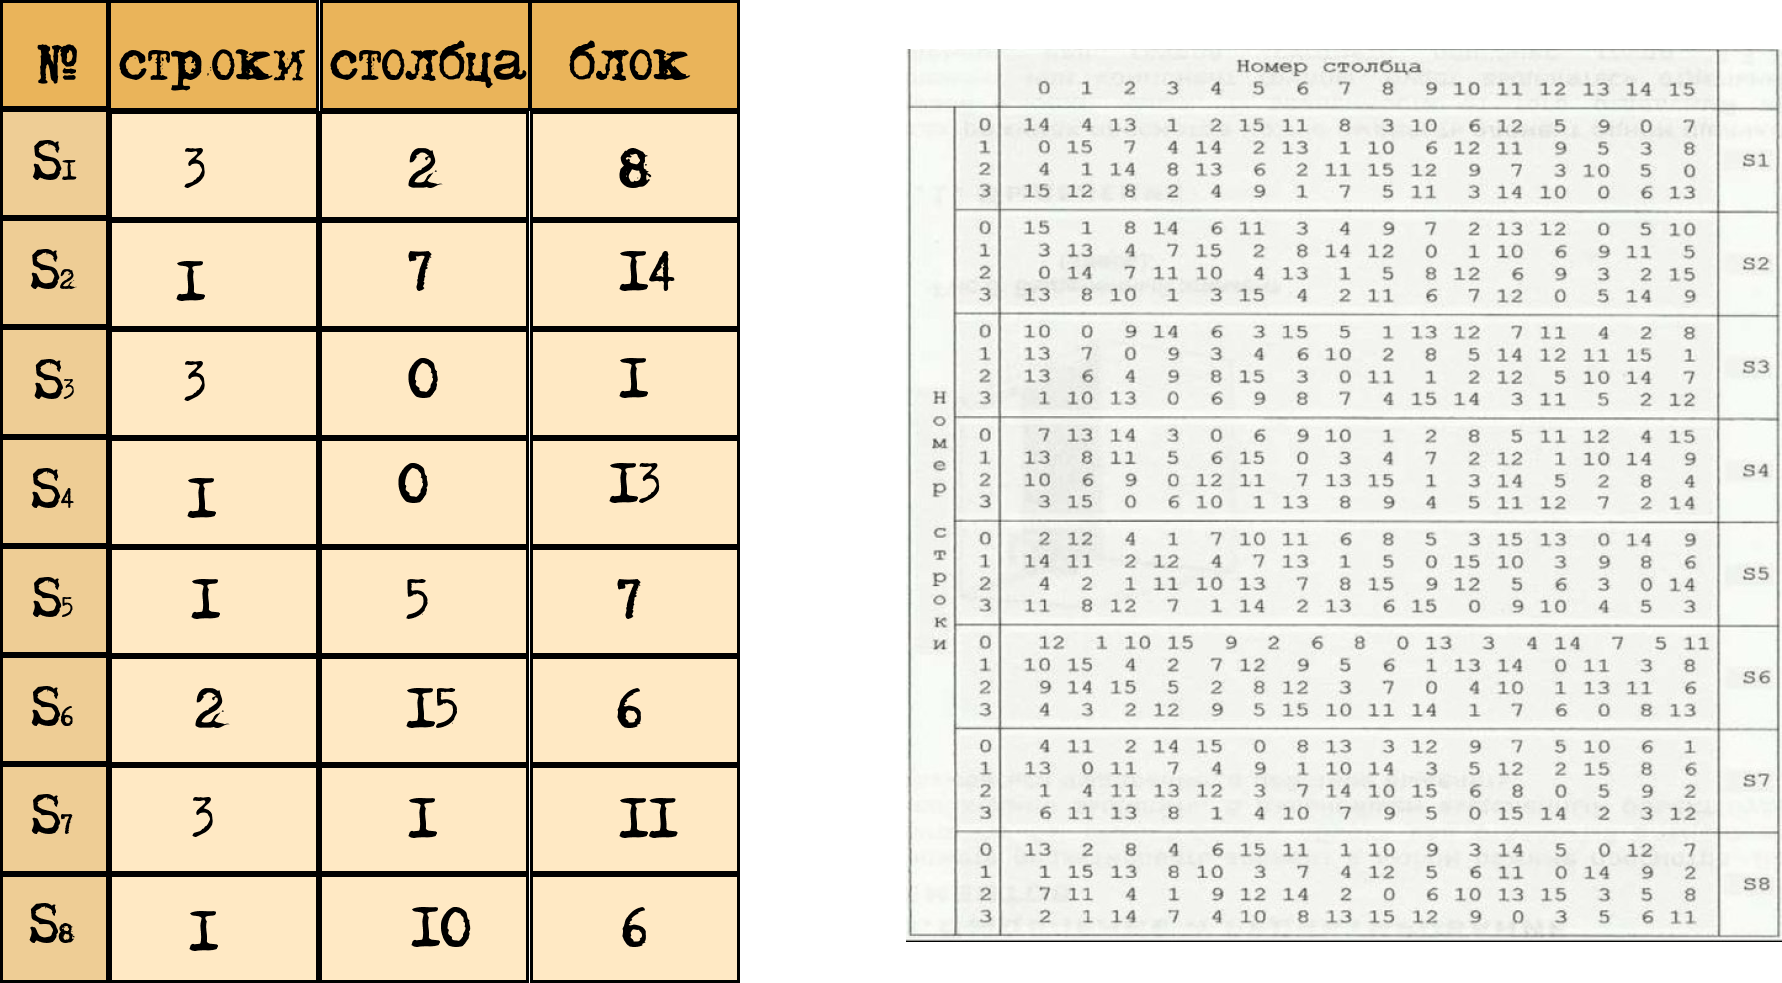 № строки столбца блок
S1 3 2 8
S2 1 7 14
S3 3 0 1
S4 1 0 13
S5 1 5 7
S6 2 15 6
S7 3 1 11
S8 1 10 6
Номер столбца
0 1 2 3 4 5 6 7 8 9 10 11 12 13 14 15
Номер строки
0 14 4 13 1 2 15 11 8 3 10 6 12 5 9 0 7
1 0 15 7 4 14 2 13 1 10 6 12 11 9 5 3 8
S1
2 4 1 14 8 13 6 2 11 15 12 9 7 3 10 5 0
3 15 12 8 2 4 9 1 7 5 11 3 14 10 0 6 13
0 15 1 8 14 6 11 3 4 9 7 2 13 12 0 5 10
1 3 13 4 7 15 2 8 14 12 0 1 10 6 9 11 5
S2
2 0 14 7 11 10 4 13 1 5 8 12 6 9 3 2 15
3 13 8 10 1 3 15 4 2 11 6 7 12 0 5 14 9
0 10 0 9 14 6 3 15 5 1 13 12 7 11 4 2 8
1 13 7 0 9 3 4 6 10 2 8 5 14 12 11 15 1
S3
2 13 6 4 9 8 15 3 0 11 1 2 12 5 10 14 7
3 1 10 13 0 6 9 8 7 4 15 14 3 11 5 2 12
0 7 13 14 3 0 6 9 10 1 2 8 5 11 12 4 15
1 13 8 11 5 6 15 0 3 4 7 2 12 1 10 14 9
S4
2 10 6 9 0 12 11 7 13 15 1 3 14 5 2 8 4
3 3 15 0 6 10 1 13 8 9 4 5 11 12 7 2 14
0 2 12 4 1 7 10 11 6 8 5 3 15 13 0 14 9
1 14 11 2 12 4 7 13 1 5 0 15 10 3 9 8 6
S5
2 4 2 1 11 10 13 7 8 15 9 12 5 6 3 0 14
3 11 8 12 7 1 14 2 13 6 15 0 9 10 4 5 3
0 12 1 10 15 9 2 6 8 0 13 3 4 14 7 5 11
1 10 15 4 2 7 12 9 5 6 1 13 14 0 11 3 8
S6
2 9 14 15 5 2 8 12 3 7 0 4 10 1 13 11 6
3 4 3 2 12 9 5 15 10 11 14 1 7 6 0 8 13
0 4 11 2 14 15 0 8 13 3 12 9 7 5 10 6 1
1 13 0 11 7 4 9 1 10 14 3 5 12 2 15 8 6
S7
2 1 4 11 13 12 3 7 14 10 15 6 8 0 5 9 2
3 6 11 13 8 1 4 10 7 9 5 0 15 14 2 3 12
0 13 2 8 4 6 15 11 1 10 9 3 14 5 0 12 7
1 1 15 13 8 10 3 7 4 12 5 6 11 0 14 9 2
S8
2 7 11 4 1 9 12 14 2 0 6 10 13 15 3 5 8
3 2 1 14 7 4 10 8 13 15 12 9 0 3 5 6 11